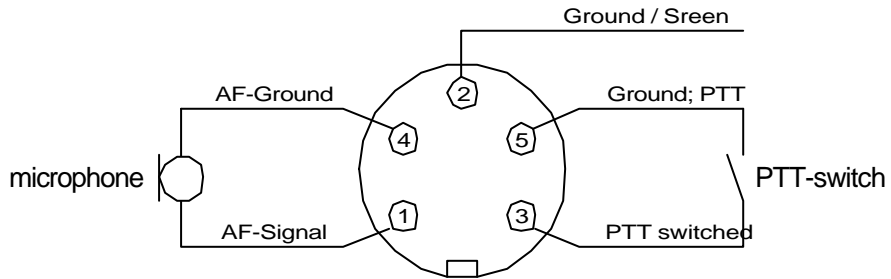 Ground / Sreen
2
AF-Ground
Ground; PTT
4
5
microphone
PTT-switch
1
3
AF-Signal
PTT switched